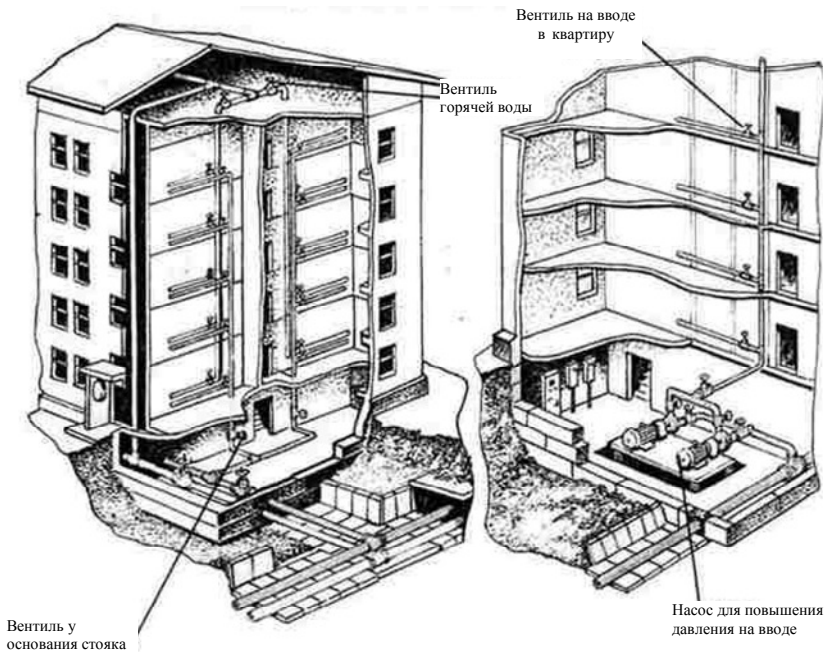 Вентиль на вводе
в квартиру
Вентиль
горячей воды
Вентиль у
основания стояка
Насос для повышения
давления на вводе